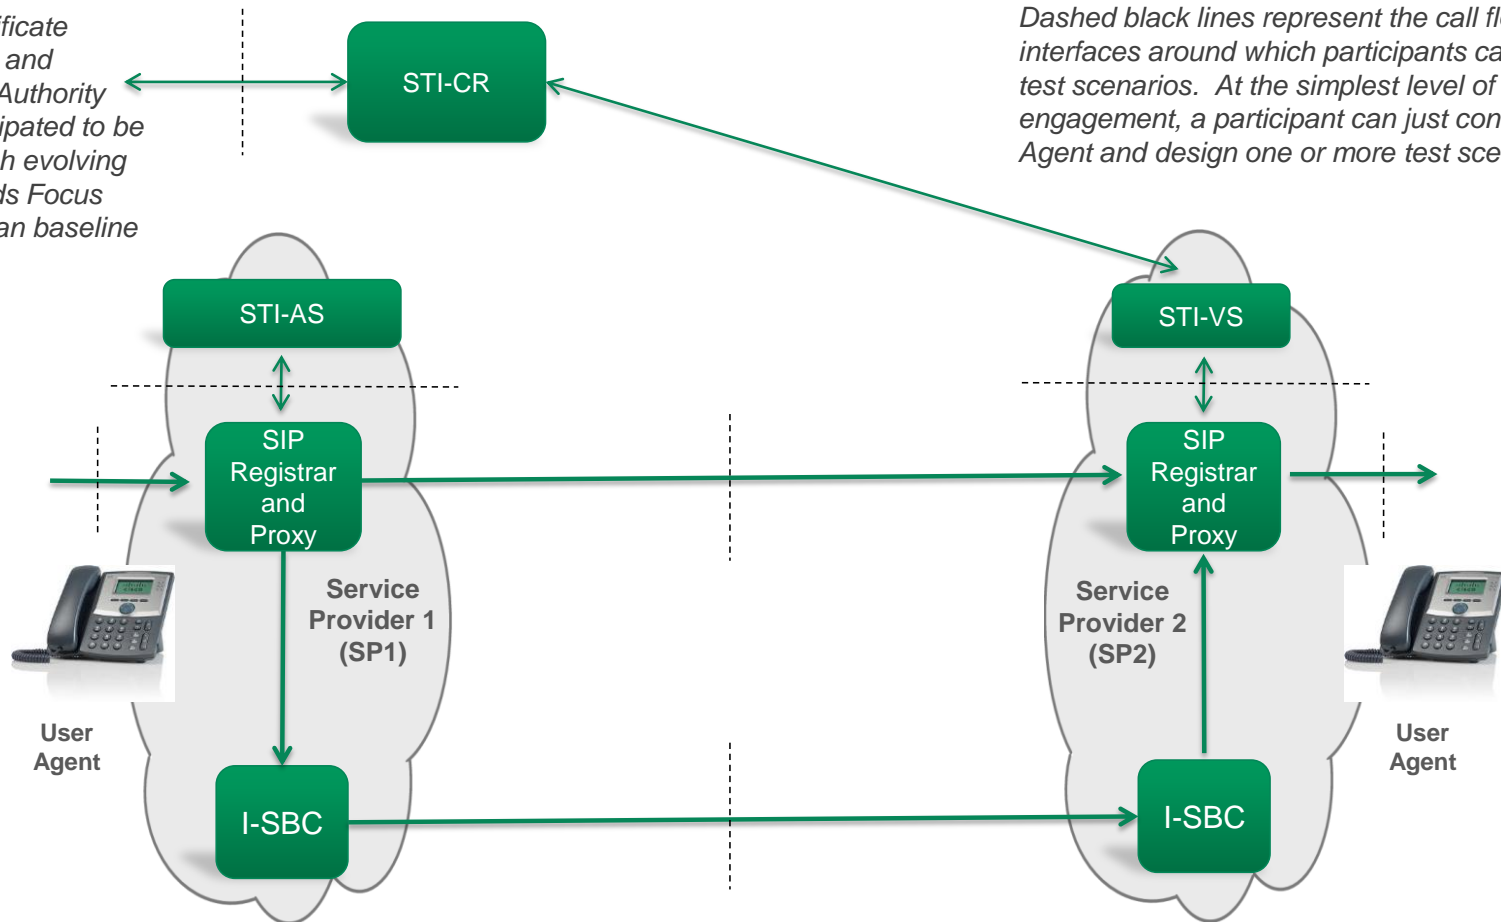 ificate
and
Authority
ipated to be
h evolving
ds Focus
an baseline
STI-CR
Dashed black lines represent the call flo
interfaces around which participants ca
test scenarios. At the simplest level of
engagement, a participant can just con
Agent and design one or more test sce
STI-AS
STI-VS
SIP
Registrar
and
Proxy
SIP
Registrar
and
Proxy
Service
Provider 1
(SP1)
Service
Provider 2
(SP2)
User
Agent
User
Agent
I-SBC
I-SBC